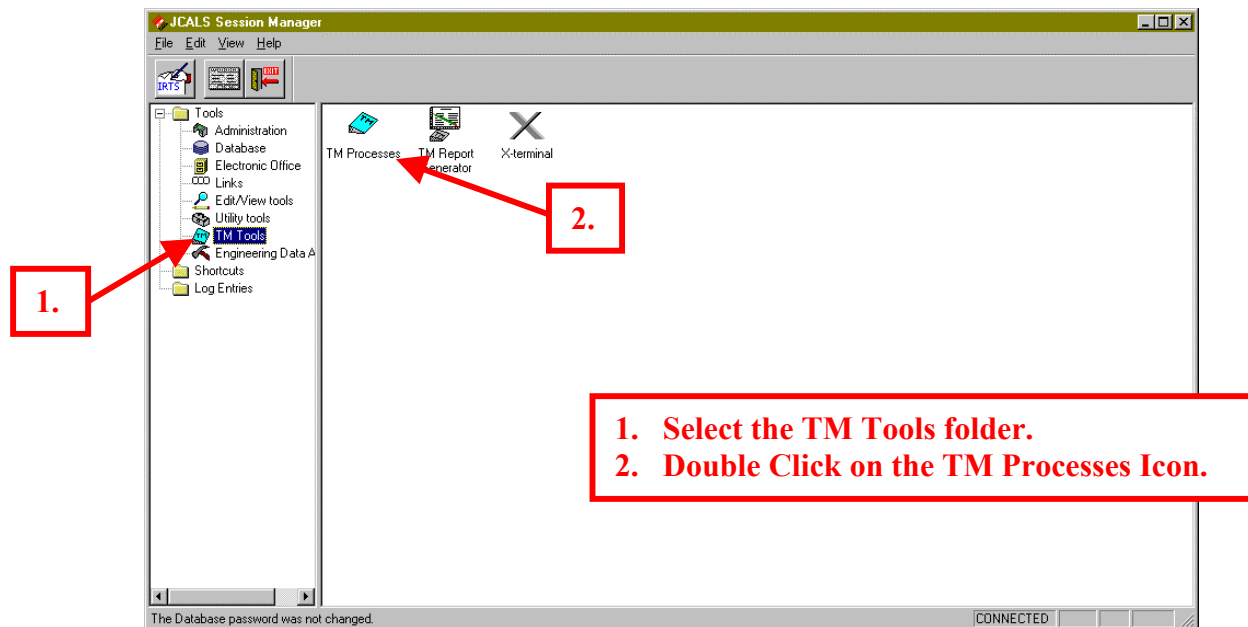 JCALS Session Manager
File Edit View Help
IRTS EXIT
Tools
Administration
Database
Electronic Office
Links
Edit/View tools
Utility tools
TM Tools
Engineering Data A
Shortcuts
Log Entries
TM Processes
TM Report
Generator
X-terminal
1.
2.
1. Select the TM Tools folder.
2. Double Click on the TM Processes Icon.
The Database password was not changed.
CONNECTED